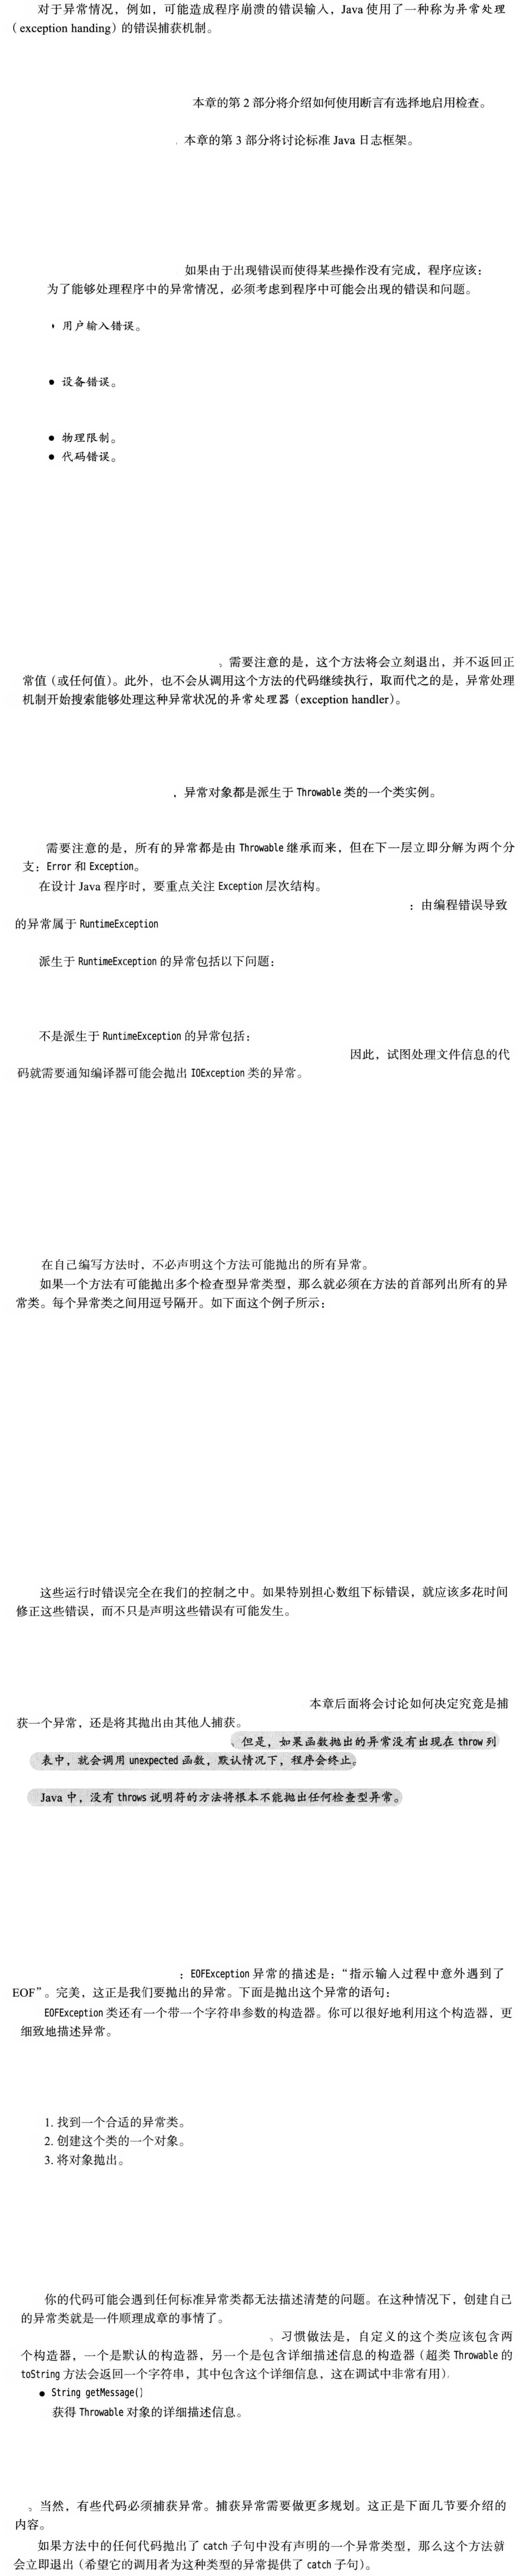 对于异常情况，例如，可能造成程序崩溃的错误输入，Java 使用了一种称为异常处理
（exception handing）的错误捕获机制。
本章的第 2 部分将介绍如何使用断言有选择地启用检查。
本章的第 3 部分将讨论标准 Java 日志框架。
如果由于出现错误而使得某些操作没有完成，程序应该：
为了能够处理程序中的异常情况，必须考虑到程序中可能会出现的错误和问题。
用户输入错误。
● 设备错误。
● 物理限制。
● 代码错误。
。需要注意的是，这个方法将会立刻退出，并不返回正
常值（或任何值）。此外，也不会从调用这个方法的代码继续执行，取而代之的是，异常处理
机制开始搜索能够处理这种异常状况的异常处理器（exception handler）。
，异常对象都是派生于 Throwable 类的一个类实例。
需要注意的是，所有的异常都是由 Throwable 继承而来，但在下一层立即分解为两个分
支：Error 和 Exception。
在设计 Java 程序时，要重点关注 Exception 层次结构。
：由编程错误导致
的异常属于 RuntimeException
派生于 RuntimeException 的异常包括以下问题：
不是派生于 RuntimeException 的异常包括：
因此，试图处理文件信息的代
码就需要通知编译器可能会抛出 IOException 类的异常。
在自己编写方法时，不必声明这个方法可能抛出的所有异常。
如果一个方法有可能抛出多个检查型异常类型，那么就必须在方法的首部列出所有的异
常类。每个异常类之间用逗号隔开。如下面这个例子所示：
这些运行时错误完全在我们的控制之中。如果特别担心数组下标错误，就应该多花时间
修正这些错误，而不只是声明这些错误有可能发生。
本章后面将会讨论如何决定究竟是捕
获一个异常，还是将其抛出由其他人捕获。
但是，如果函数抛出的异常没有出现在 throw 列
表中，就会调用 unexpected 函数，默认情况下，程序会终止。
Java 中，没有 throws 说明符的方法将根本不能抛出任何检查型异常。
：EOFException 异常的描述是：“指示输入过程中意外遇到了
EOF”。完美，这正是我们要抛出的异常。下面是抛出这个异常的语句：
EOFException 类还有一个带一个字符串参数的构造器。你可以很好地利用这个构造器，更
细致地描述异常。
1. 找到一个合适的异常类。
2. 创建这个类的一个对象。
3. 将对象抛出。
你的代码可能会遇到任何标准异常类都无法描述清楚的问题。在这种情况下，创建自己
的异常类就是一件顺理成章的事情了。
。习惯做法是，自定义的这个类应该包含两
个构造器，一个是默认的构造器，另一个是包含详细描述信息的构造器（超类 Throwable 的
toString 方法会返回一个字符串，其中包含这个详细信息，这在调试中非常有用）
● String getMessage()
获得 Throwable 对象的详细描述信息。
。当然，有些代码必须捕获异常。捕获异常需要做更多规划。这正是下面几节要介绍的
内容。
如果方法中的任何代码抛出了 catch 子句中没有声明的一个异常类型，那么这个方法就
会立即退出（希望它的调用者为这种类型的异常提供了 catch 子句）。